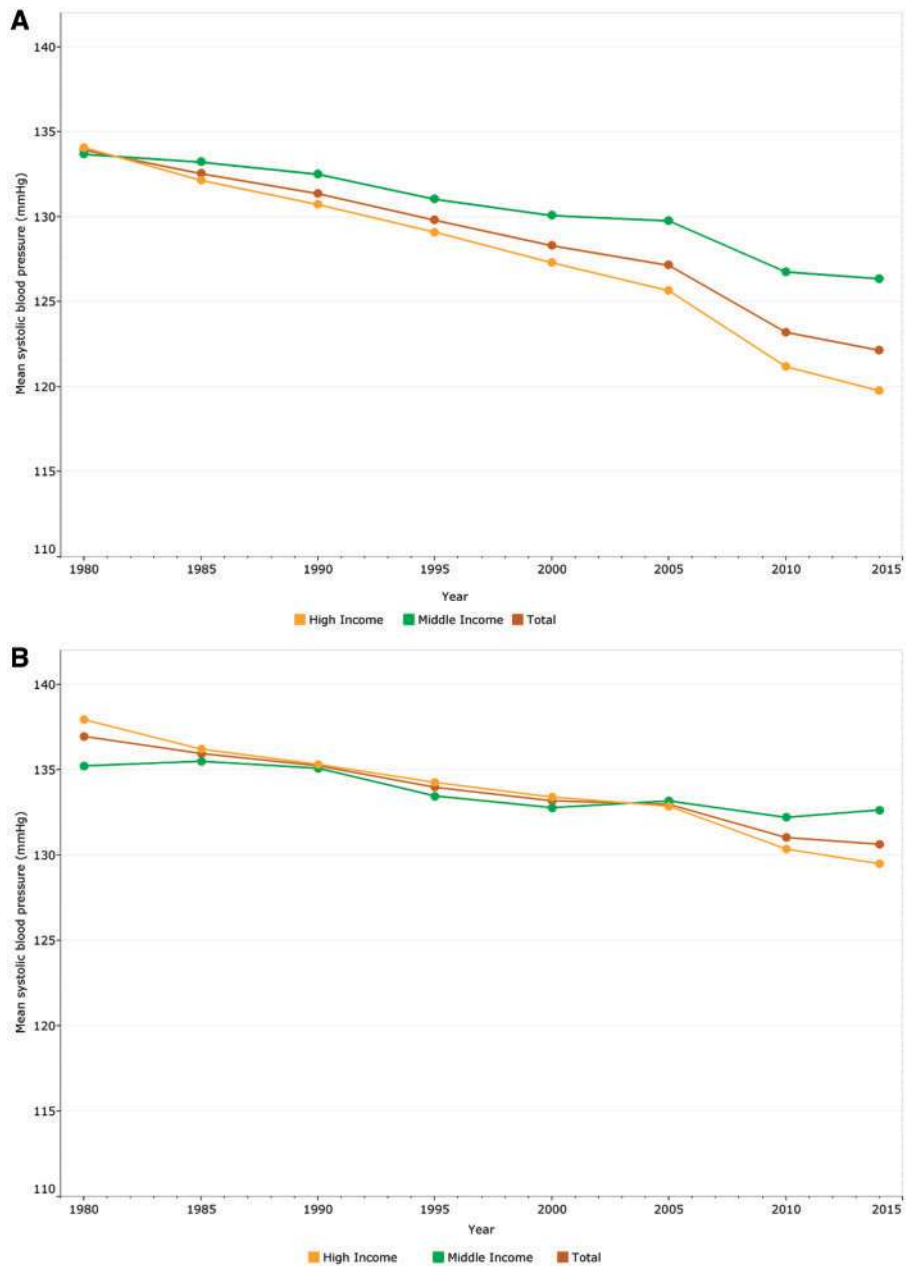 A
Mean systolic blood pressure (mmHg)
140
135
130
125
120
115
110
1980 1985 1990 1995 2000 2005 2010 2015
Year
High Income Middle Income Total
B
Mean systolic blood pressure (mmHg)
140
135
130
125
120
115
110
1980 1985 1990 1995 2000 2005 2010 2015
Year
High Income Middle Income Total